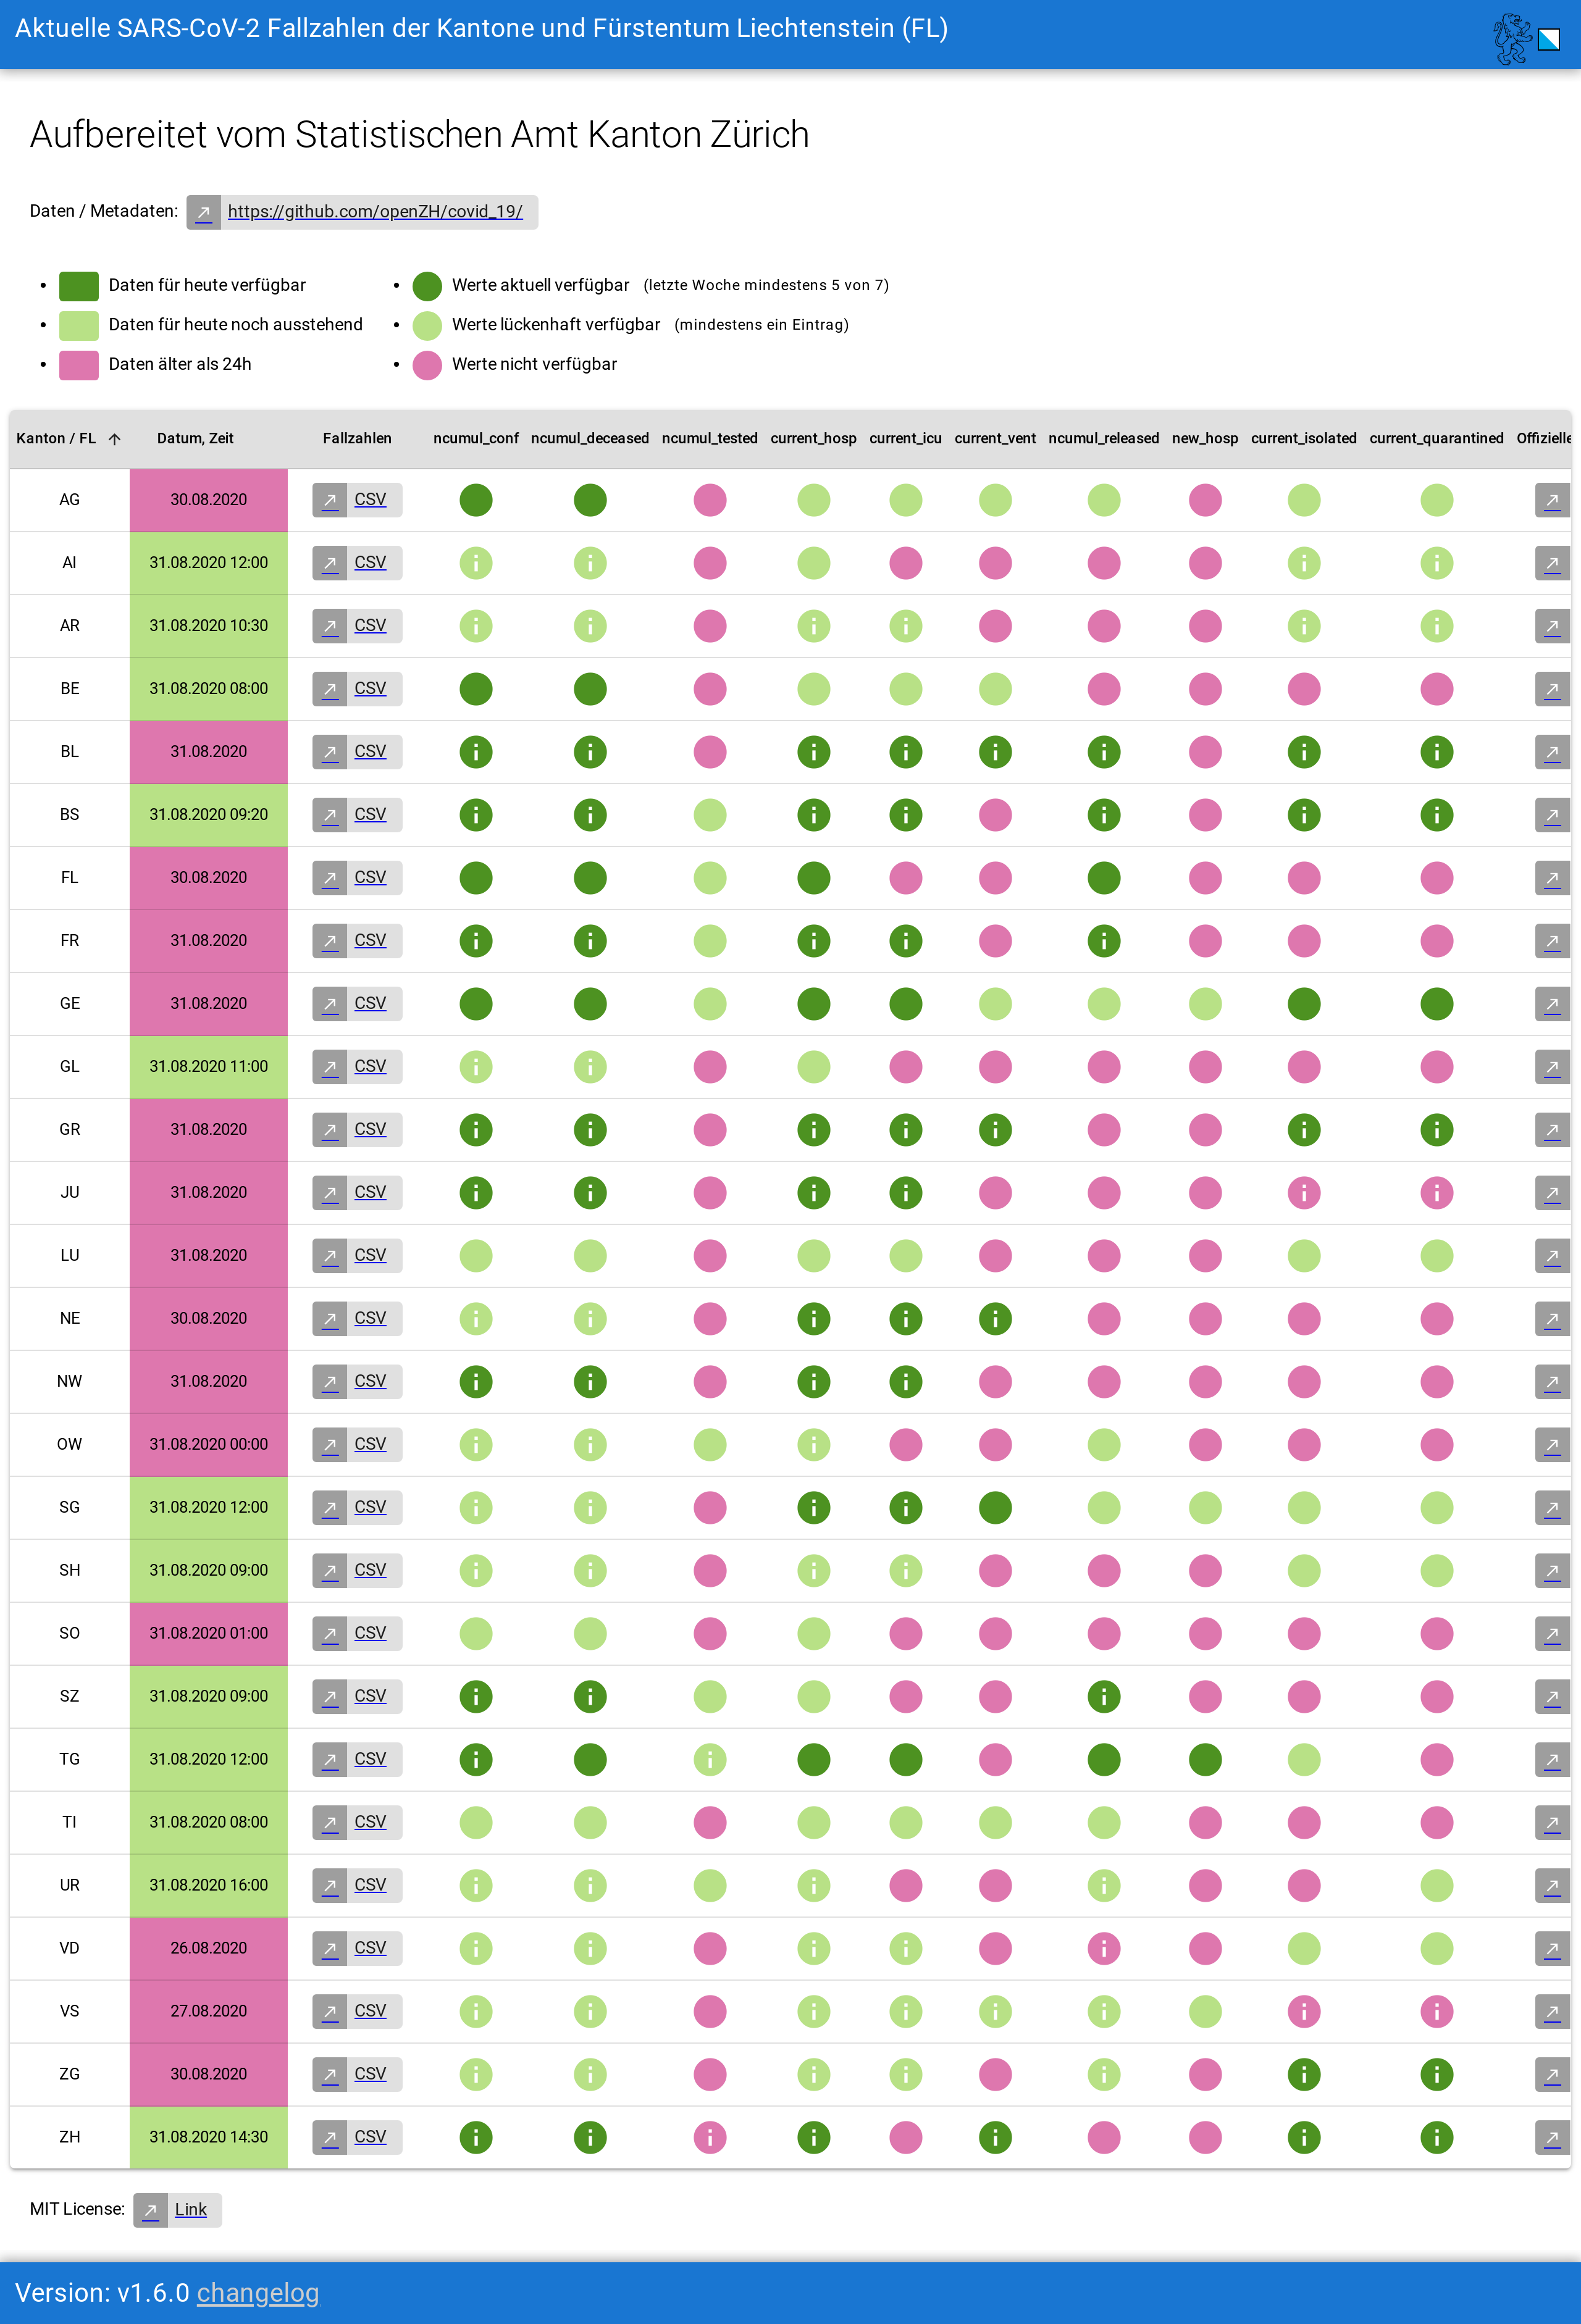 Aktuelle SARS-CoV-2 Fallzahlen der Kantone und Fürstentum Liechtenstein (FL)
Aufbereitet vom Statistischen Amt Kanton Zürich
Daten / Metadaten: https://github.com/openZH/covid_19/
Daten für heute verfügbar
Daten für heute noch ausstehend
Daten älter als 24h
Werte aktuell verfügbar (letzte Woche mindestens 5 von 7)
Werte lückenhaft verfügbar (mindestens ein Eintrag)
Werte nicht verfügbar
Kanton / FL Datum, Zeit Fallzahlen ncumul_conf ncumul_deceased ncumul_tested current_hosp current_icu current_vent ncumul_released new_hosp current_isolated current_quarantined Offizielle
AG 30.08.2020 CSV
AI 31.08.2020 12:00 CSV
AR 31.08.2020 10:30 CSV
BE 31.08.2020 08:00 CSV
BL 31.08.2020 CSV
BS 31.08.2020 09:20 CSV
FL 30.08.2020 CSV
FR 31.08.2020 CSV
GE 31.08.2020 CSV
GL 31.08.2020 11:00 CSV
GR 31.08.2020 CSV
JU 31.08.2020 CSV
LU 31.08.2020 CSV
NE 30.08.2020 CSV
NW 31.08.2020 CSV
OW 31.08.2020 00:00 CSV
SG 31.08.2020 12:00 CSV
SH 31.08.2020 09:00 CSV
SO 31.08.2020 01:00 CSV
SZ 31.08.2020 09:00 CSV
TG 31.08.2020 12:00 CSV
TI 31.08.2020 08:00 CSV
UR 31.08.2020 16:00 CSV
VD 26.08.2020 CSV
VS 27.08.2020 CSV
ZG 30.08.2020 CSV
ZH 31.08.2020 14:30 CSV
MIT License: Link
Version: v1.6.0 changelog